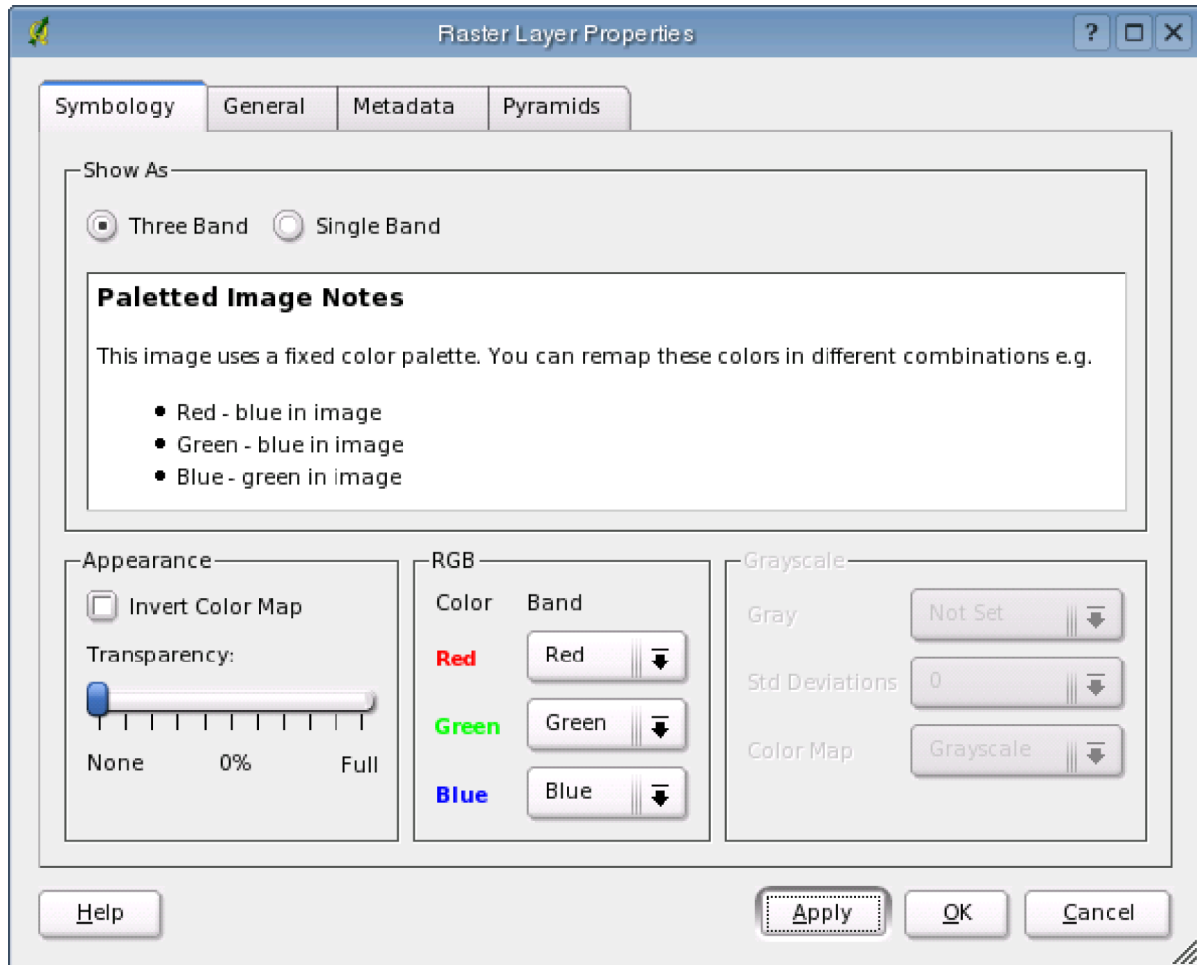 Raster Layer Properties
?
Symbology General Metadata Pyramids
Show As
Three Band Single Band
Paletted Image Notes
This image uses a fixed color palette. You can remap these colors in different combinations e.g.
• Red - blue in image
• Green - blue in image
• Blue - green in image
Appearance
Invert Color Map
Transparency:
None 0% Full
RGB
Color Band
Red Red
Green Green
Blue Blue
Grayscale
Gray Not Set
Std Deviations 0
Color Map Grayscale
Help Apply OK Cancel